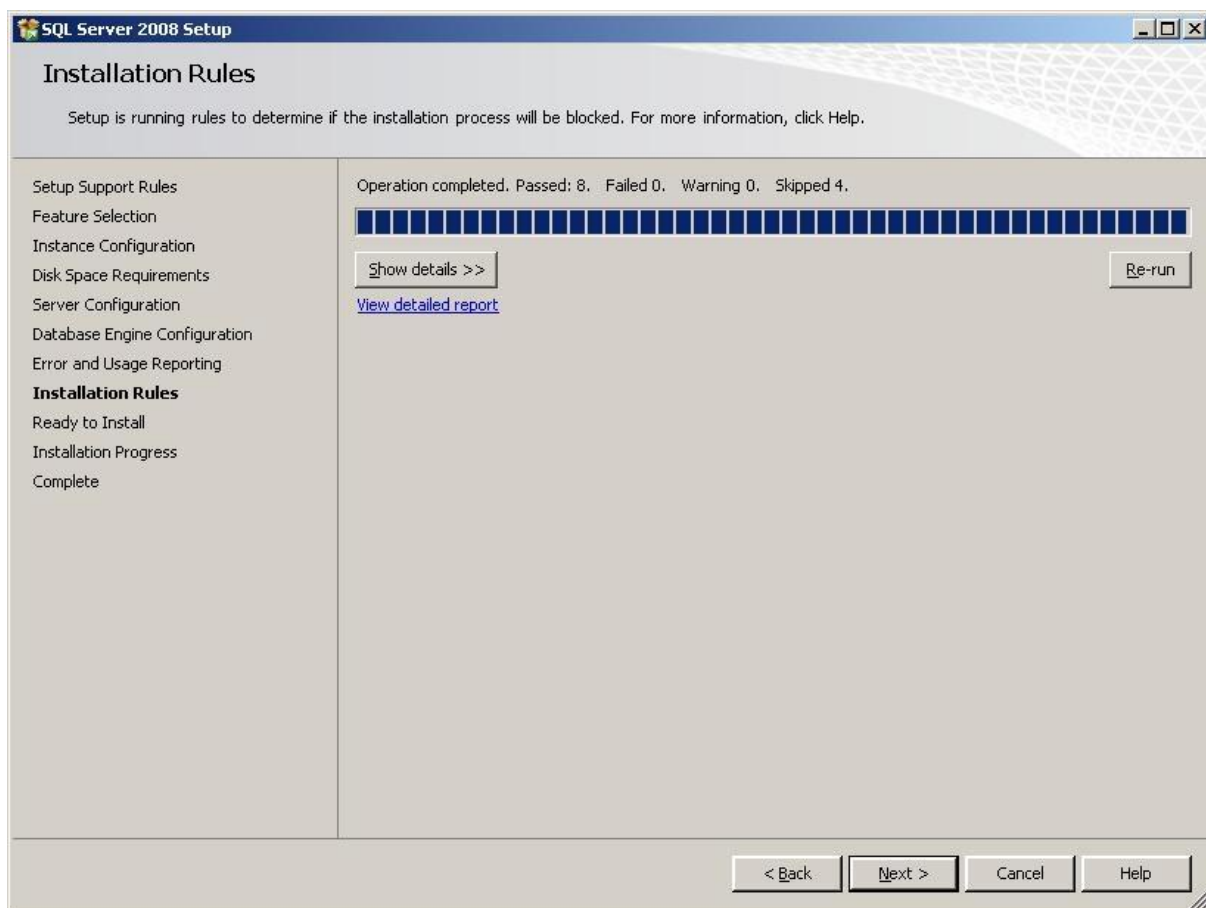 SQL Server 2008 Setup
Installation Rules
Setup is running rules to determine if the installation process will be blocked. For more information, click Help.
Setup Support Rules
Feature Selection
Instance Configuration
Disk Space Requirements
Server Configuration
Database Engine Configuration
Error and Usage Reporting
Installation Rules
Ready to Install
Installation Progress
Complete
Operation completed. Passed: 8. Failed 0. Warning 0. Skipped 4.
Show details >>
Re-run
View detailed report
< Back
Next >
Cancel
Help